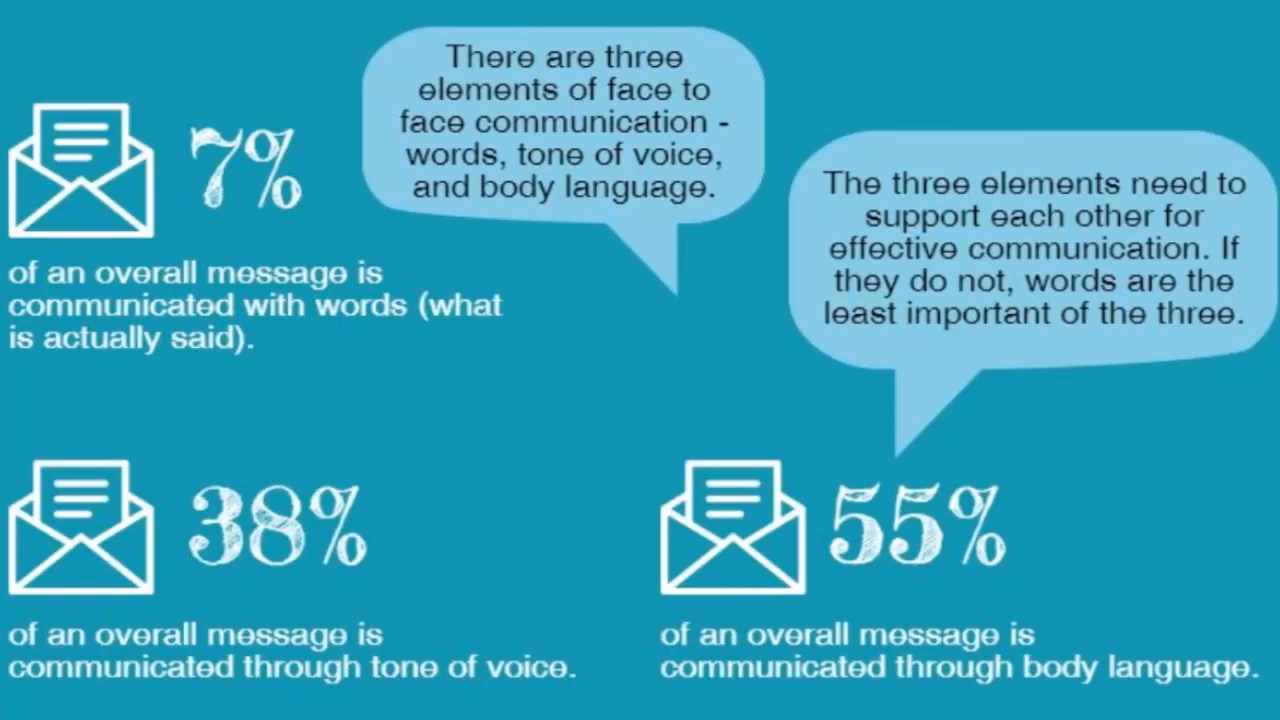 There are three
elements of face to
face communication -
words, tone of voice,
and body language.
7%
of an overall message is
communicated with words (what
is actually said).
The three elements need to
support each other for
effective communication. If
they do not, words are the
least important of the three.
38%
of an overall message is
communicated through tone of voice.
55%
of an overall message is
communicated through body language.